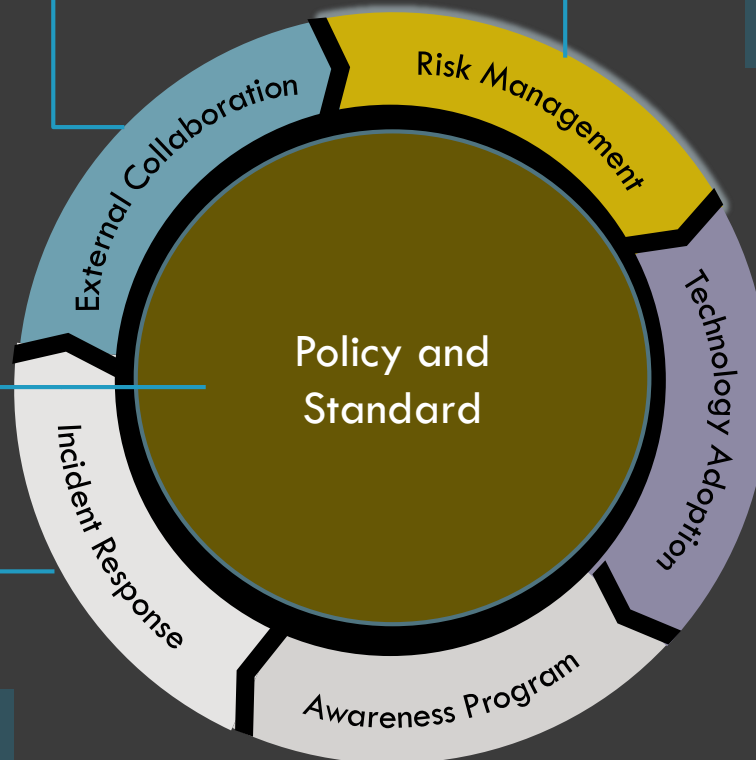 Risk Management
External Collaboration
Technology Adoption
Policy and
Standard
Incident Response
Awareness Program